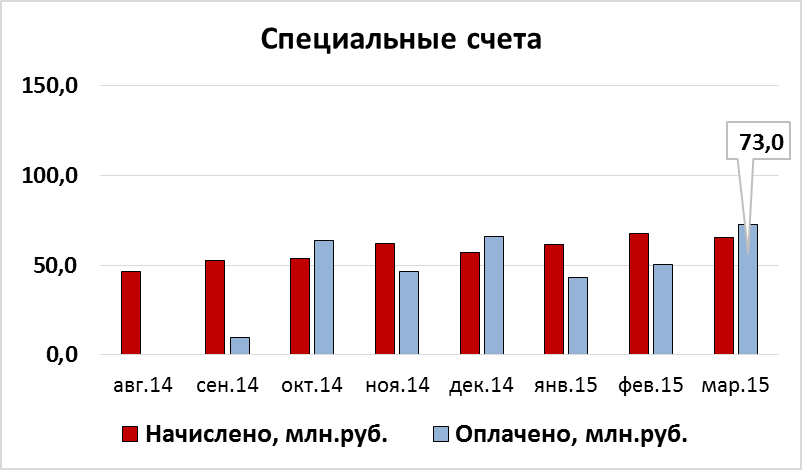 Специальные счета
150,0
100,0
50,0
0,0
73,0
авг.14 сен.14 окт.14 ноя.14 дек.14 янв.15 фев.15 мар.15
Начислено, млн.руб. Оплачено, млн.руб.